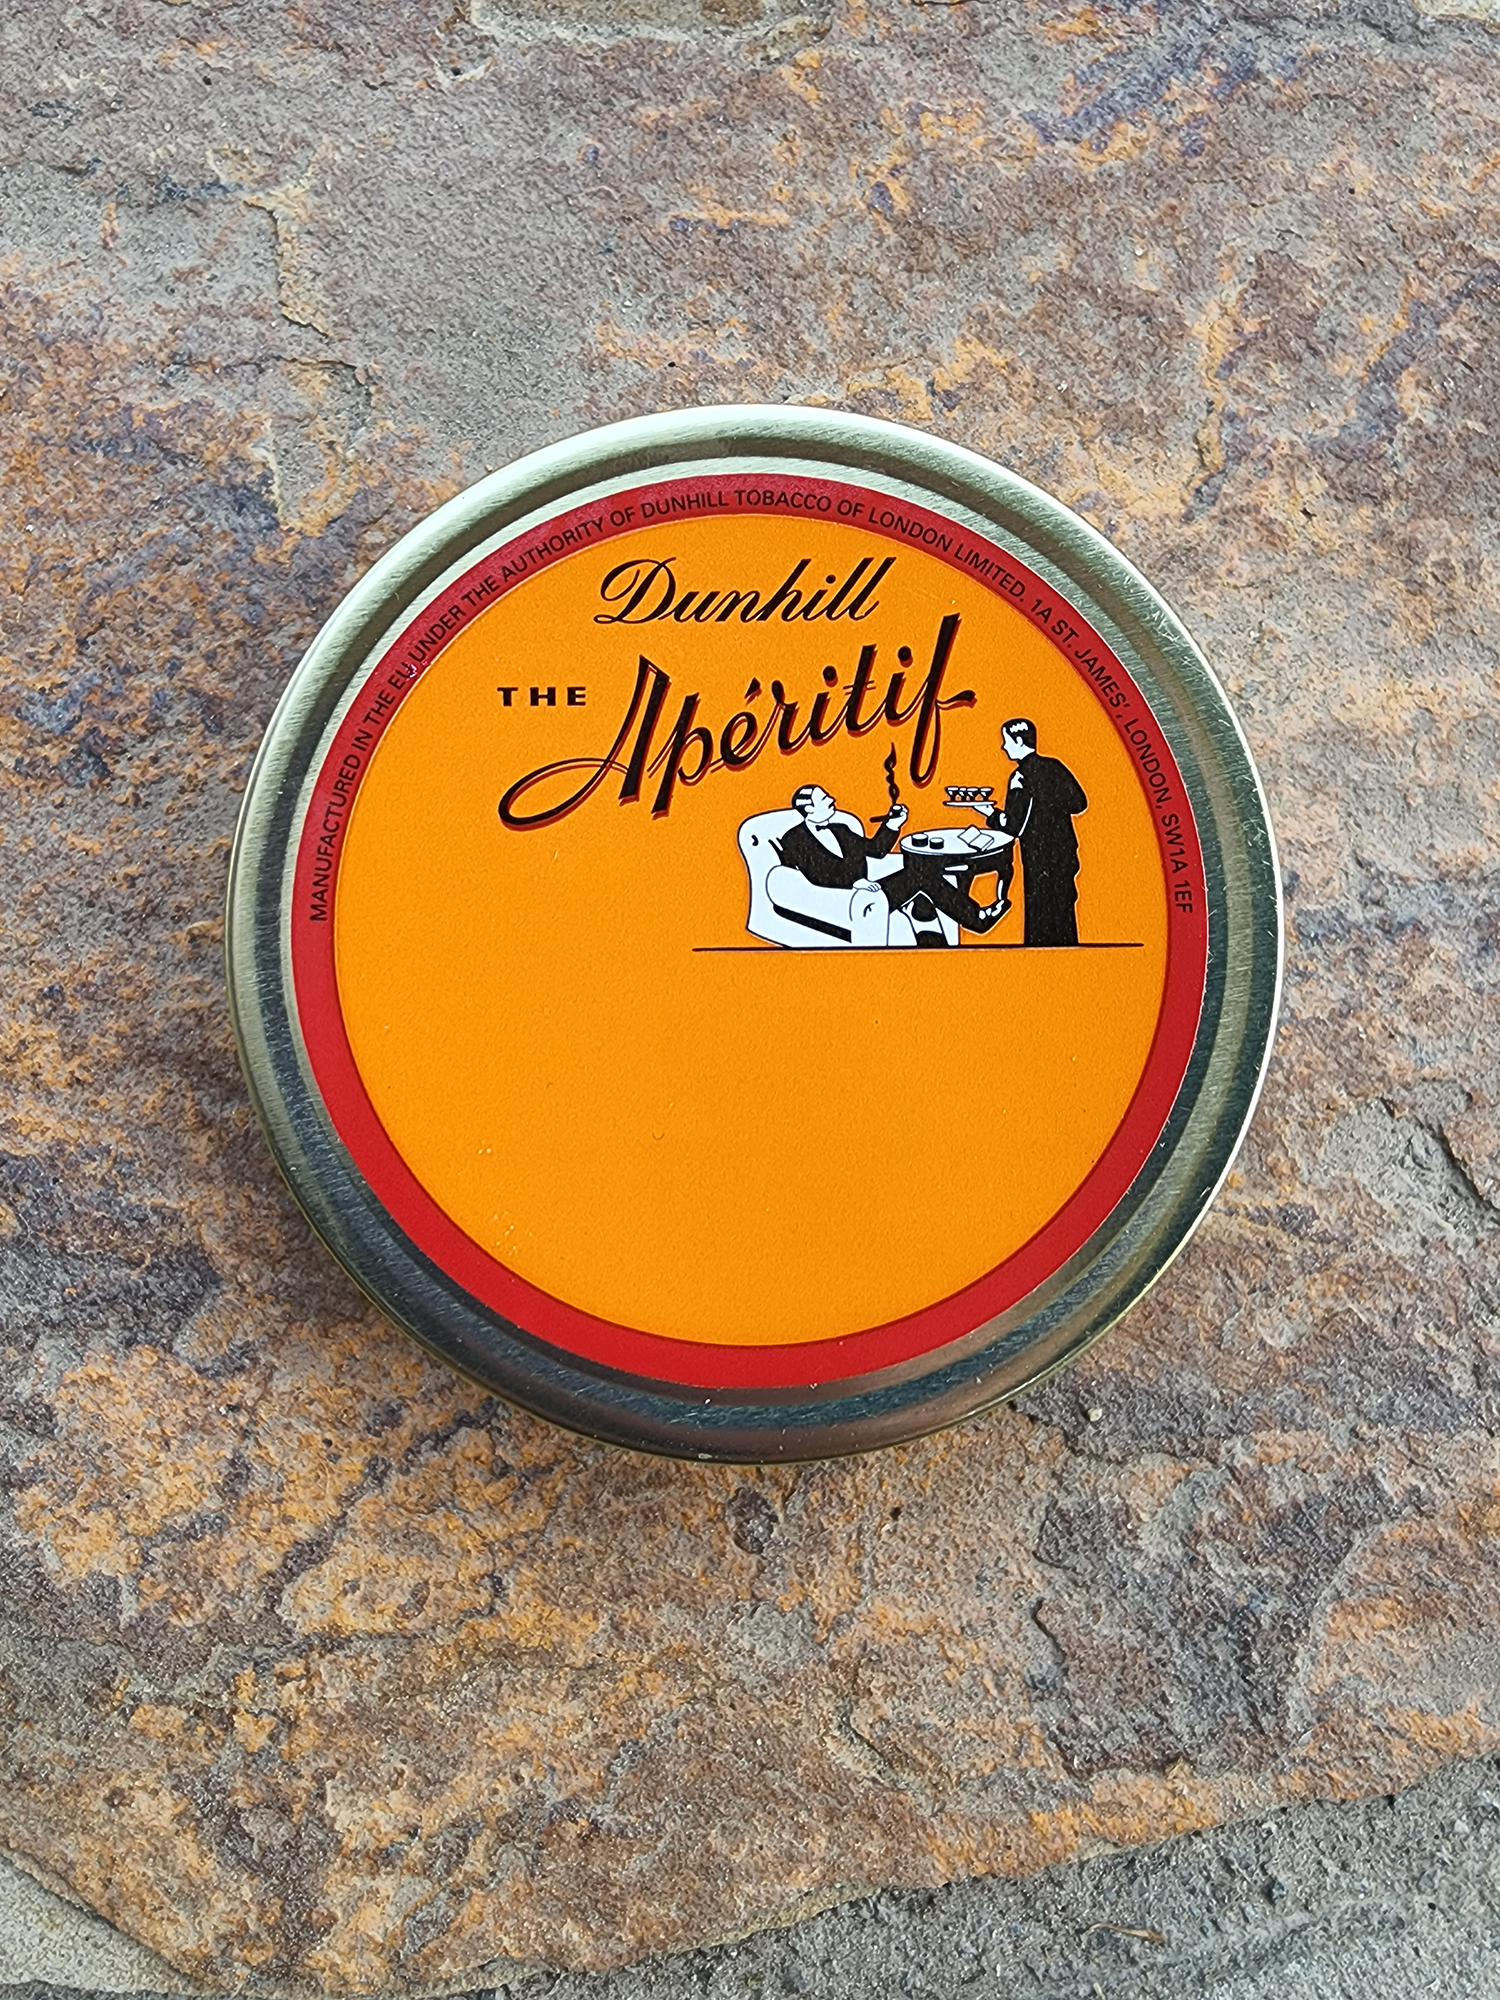 MANUFACTURED IN THE EU UNDER THE AUTHORITY OF DUNHILL TOBACCO OF LONDON LIMITED. 1A ST. JAMES', LONDON, SW1A 1EF
Dunhill
THE Apéritif